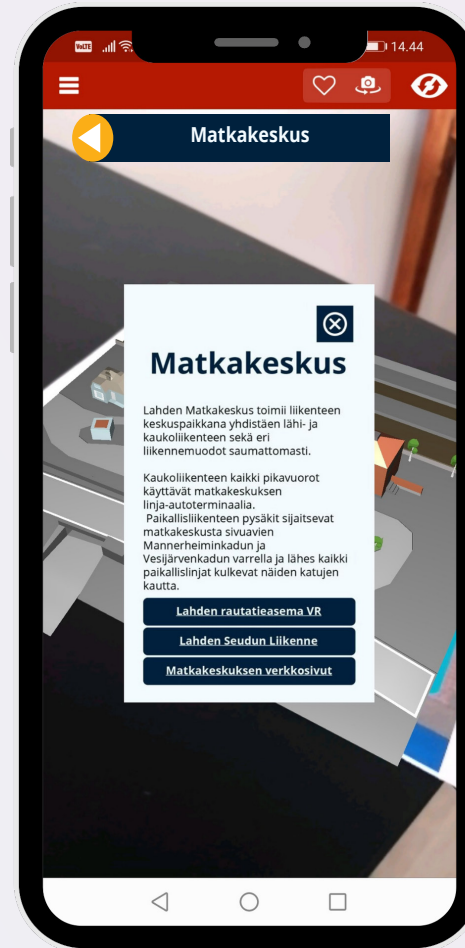 VoLTE
14.44
Matkakeskus
Matkakeskus
Lahden Matkakeskus toimii liikenteen
keskuspaikkana yhdistäen lähi- ja
kaukoliikenteen sekä eri
liikennemuodot saumattomasti.
Kaukoliikenteen kaikki pikavuorot
käyttävät matkakeskuksen
linja-autoterminaalia.
Paikallisliikenteen pysäkit sijaitsevat
matkakeskusta sivuavien
Mannerheiminkadun ja
Vesijärvenkadun varrella ja lähes kaikki
paikallislinjat kulkevat näiden katujen
kautta.
Lahden rautatieasema VR
Lahden Seudun Liikenne
Matkakeskuksen verkkosivut